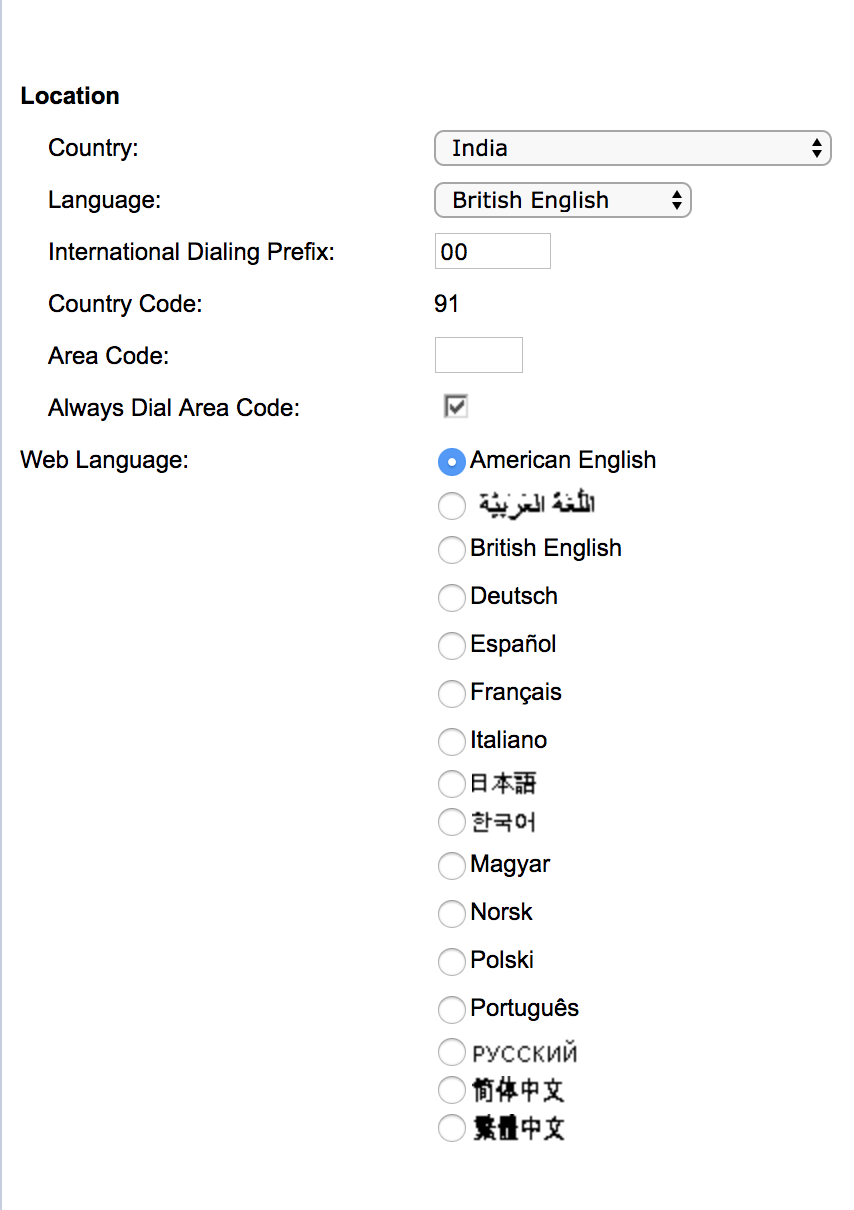 Location
Country: India
Language: British English
International Dialing Prefix: 00
Country Code: 91
Area Code:
Always Dial Area Code:
Web Language: American English
اللُّغَةُ العَرَبِيَّة
British English
Deutsch
Español
Français
Italiano
日本語
한국어
Magyar
Norsk
Polski
Português
РУССКИЙ
简体中文
繁體中文